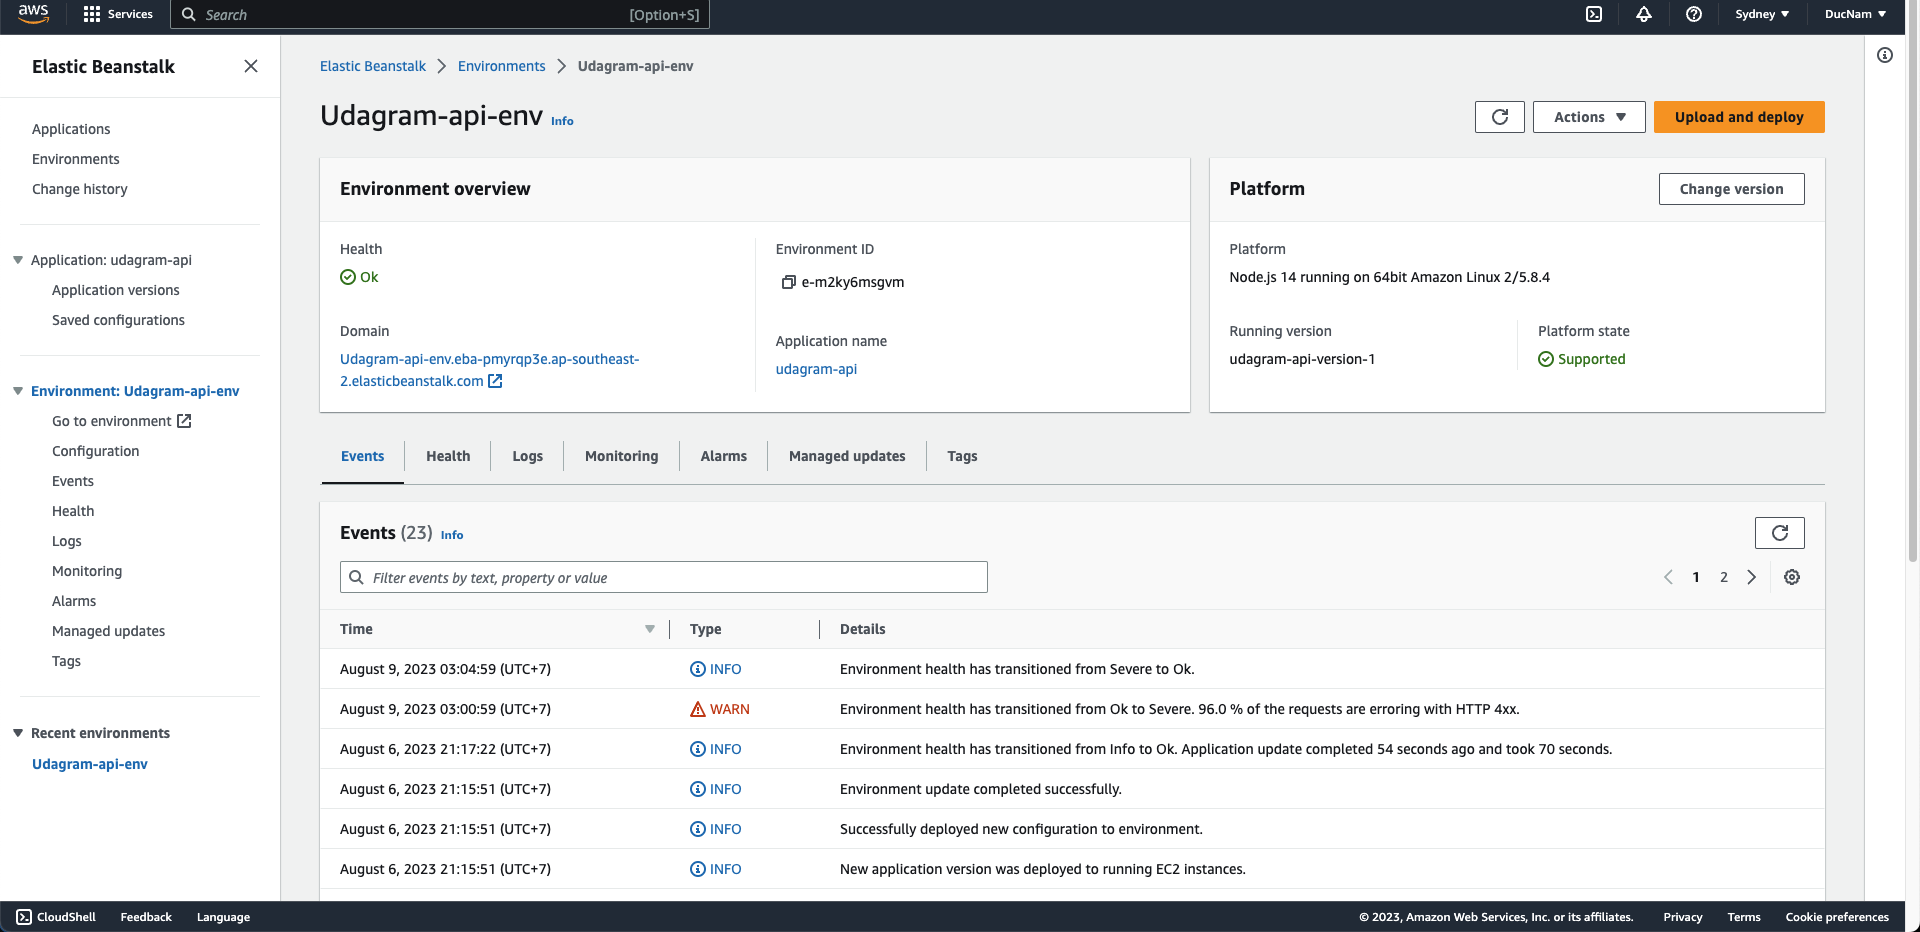 aws
Services
Search
[Option+S]
Sydney
DucNam
Elastic Beanstalk
Applications
Environments
Change history
Application: udagram-api
Application versions
Saved configurations
Environment: Udagram-api-env
Go to environment
Configuration
Events
Health
Logs
Monitoring
Alarms
Managed updates
Tags
Recent environments
Udagram-api-env
Elastic Beanstalk
Environments
Udagram-api-env
Udagram-api-env Info
Actions
Upload and deploy
Environment overview
Health
Ok
Domain
Udagram-api-env.eba-pmyrqp3e.ap-southeast-
2.elasticbeanstalk.com
Environment ID
e-m2ky6msgvm
Application name
udagram-api
Platform
Change version
Platform
Node.js 14 running on 64bit Amazon Linux 2/5.8.4
Running version
udagram-api-version-1
Platform state
Supported
Events
Health
Logs
Monitoring
Alarms
Managed updates
Tags
Events (23) Info
Filter events by text, property or value
1
2
Time
Type
Details
August 9, 2023 03:04:59 (UTC+7) INFO Environment health has transitioned from Severe to Ok.
August 9, 2023 03:00:59 (UTC+7) WARN Environment health has transitioned from Ok to Severe. 96.0 % of the requests are erroring with HTTP 4xx.
August 6, 2023 21:17:22 (UTC+7) INFO Environment health has transitioned from Info to Ok. Application update completed 54 seconds ago and took 70 seconds.
August 6, 2023 21:15:51 (UTC+7) INFO Environment update completed successfully.
August 6, 2023 21:15:51 (UTC+7) INFO Successfully deployed new configuration to environment.
August 6, 2023 21:15:51 (UTC+7) INFO New application version was deployed to running EC2 instances.
CloudShell
Feedback
Language
© 2023, Amazon Web Services, Inc. or its affiliates.
Privacy
Terms
Cookie preferences